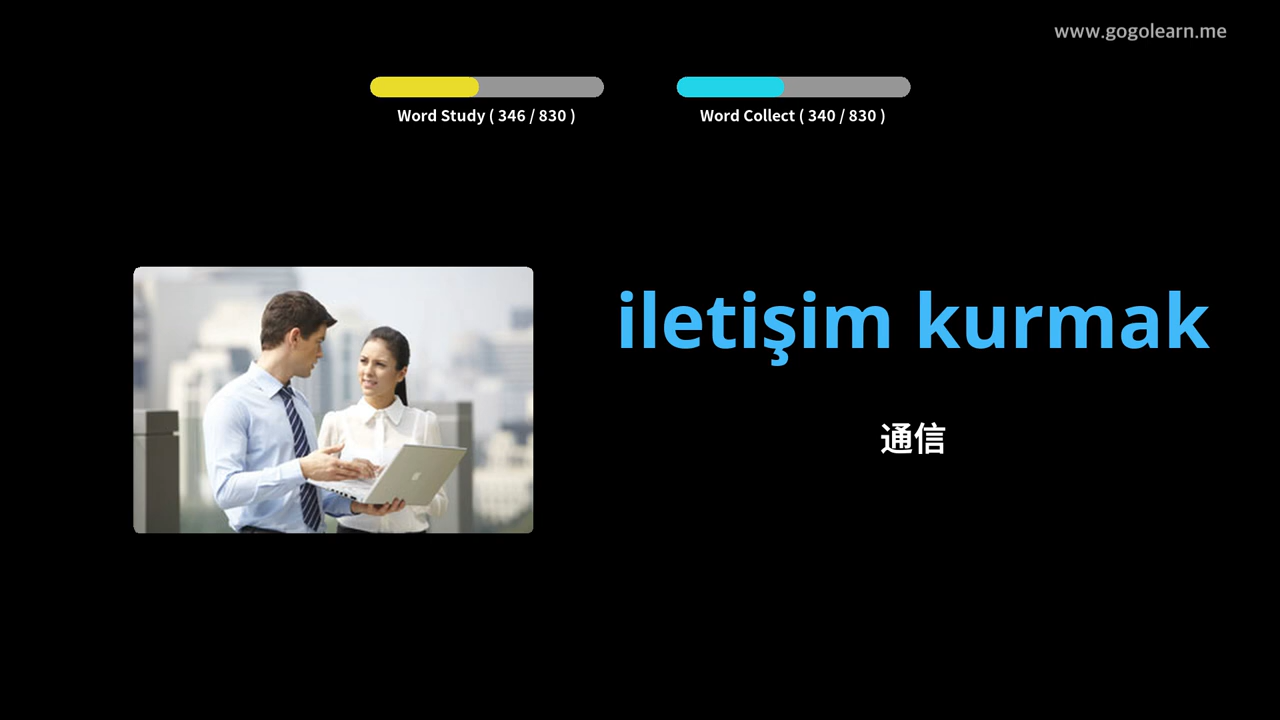 www.gogolearn.me
Word Study ( 346 / 830 )
Word Collect ( 340 / 830 )
iletişim kurmak
通信